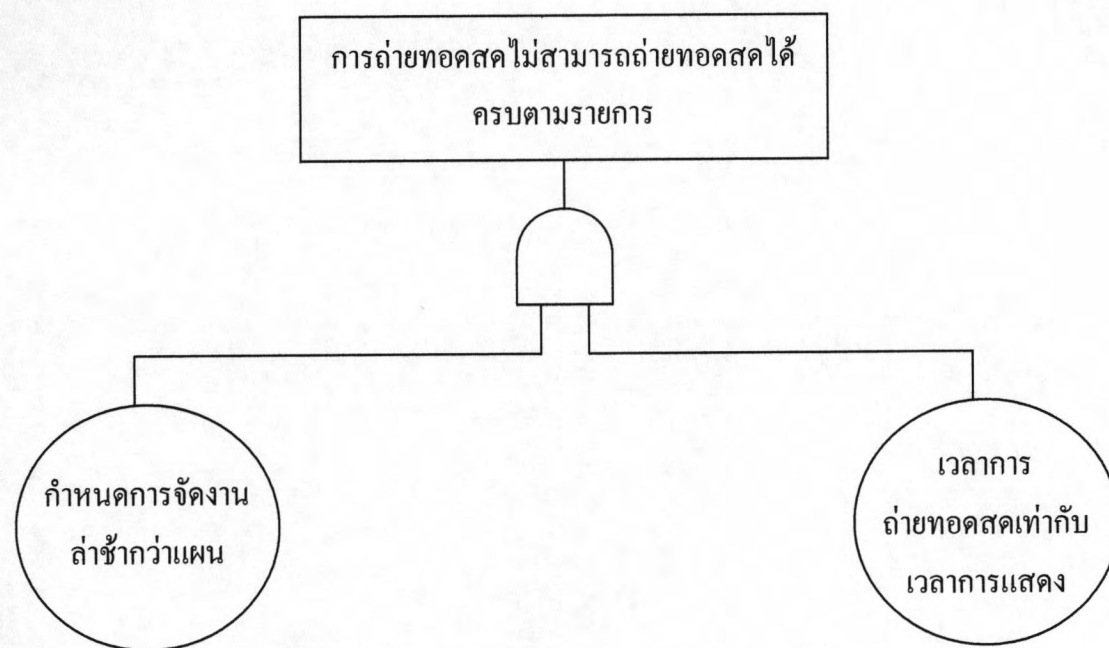 การถ่ายทอดสดไม่สามารถถ่ายทอดสดได้
ครบตามรายการ
กำหนดการจัดงาน
ล่าช้ากว่าแผน
เวลาการ
ถ่ายทอดสดเท่ากับ
เวลาการแสดง